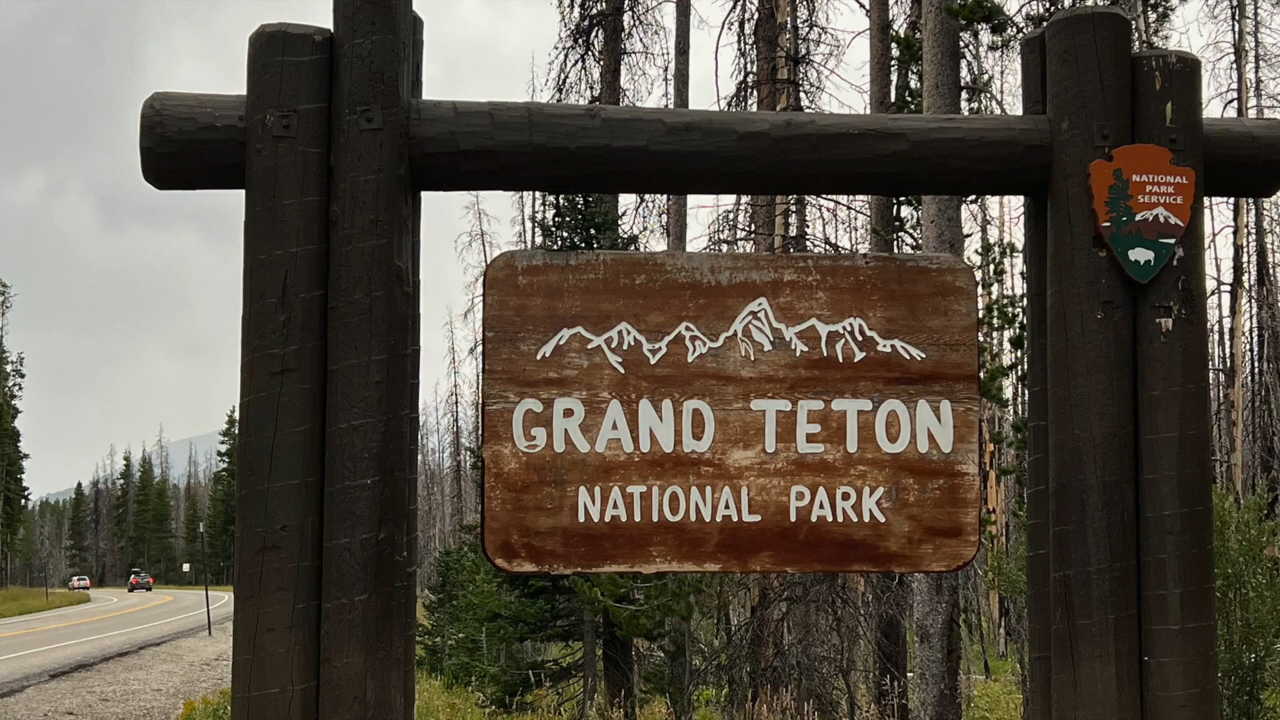 NATIONAL
PARK
SERVICE
GRAND TETON
NATIONAL PARK